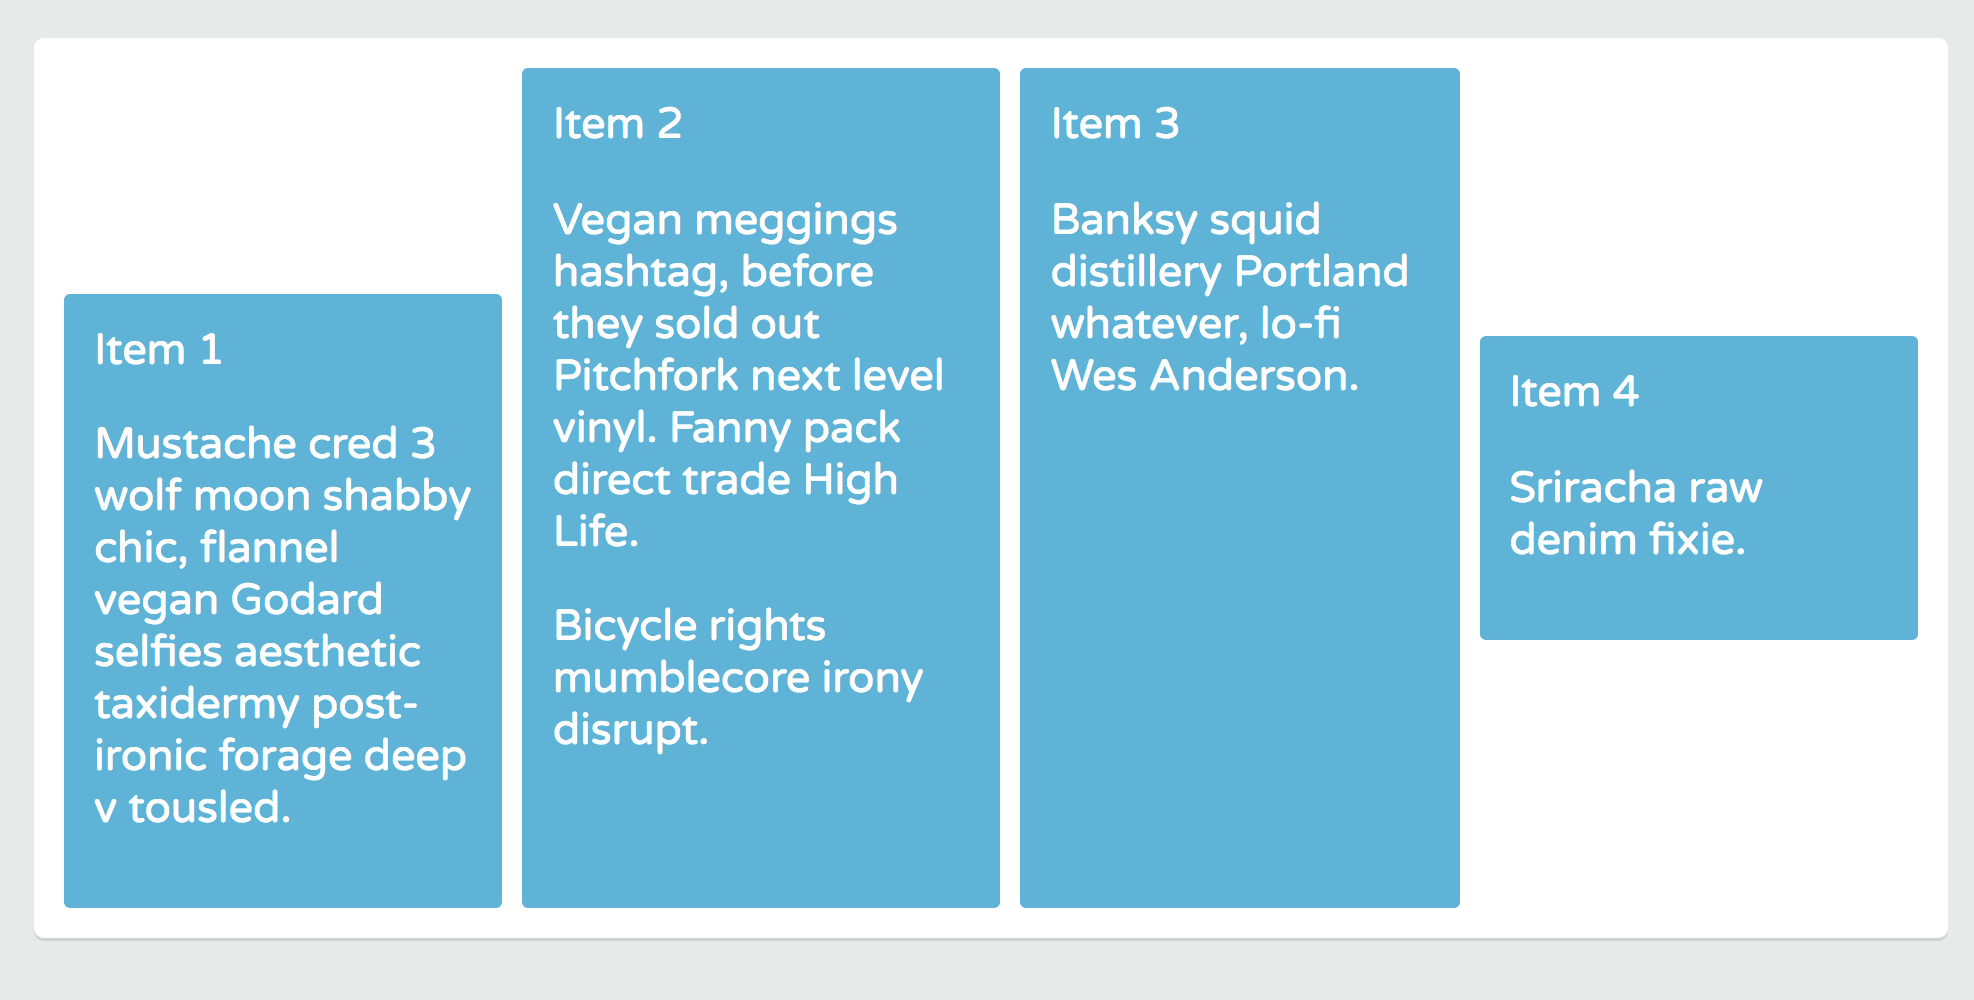 Item 1
Mustache cred 3
wolf moon shabby
chic, flannel
vegan Godard
selfies aesthetic
taxidermy post-
ironic forage deep
v tousled.
Item 2
Vegan meggings
hashtag, before
they sold out
Pitchfork next level
vinyl. Fanny pack
direct trade High
Life.
Bicycle rights
mumblecore irony
disrupt.
Item 3
Banksy squid
distillery Portland
whatever, lo-fi
Wes Anderson.
Item 4
Sriracha raw
denim fixie.